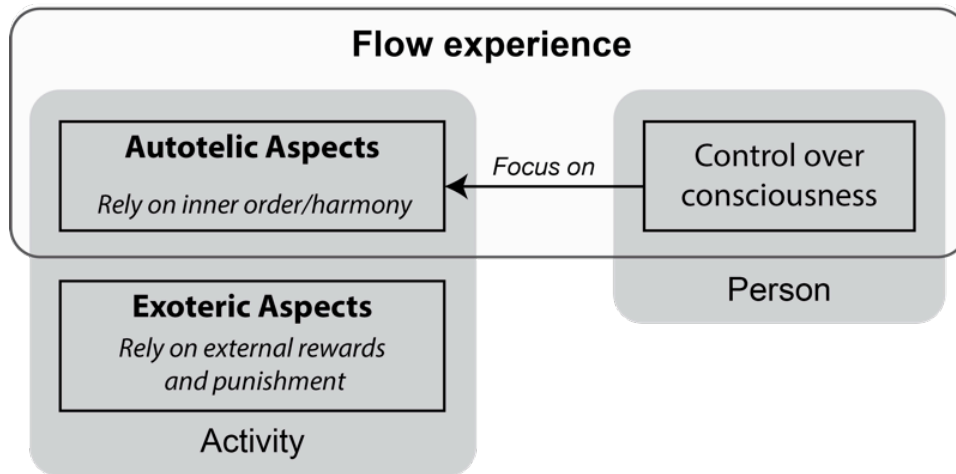 Flow experience
Autotelic Aspects
Rely on inner order/harmony
Focus on
Control over
consciousness
Person
Exoteric Aspects
Rely on external rewards
and punishment
Activity